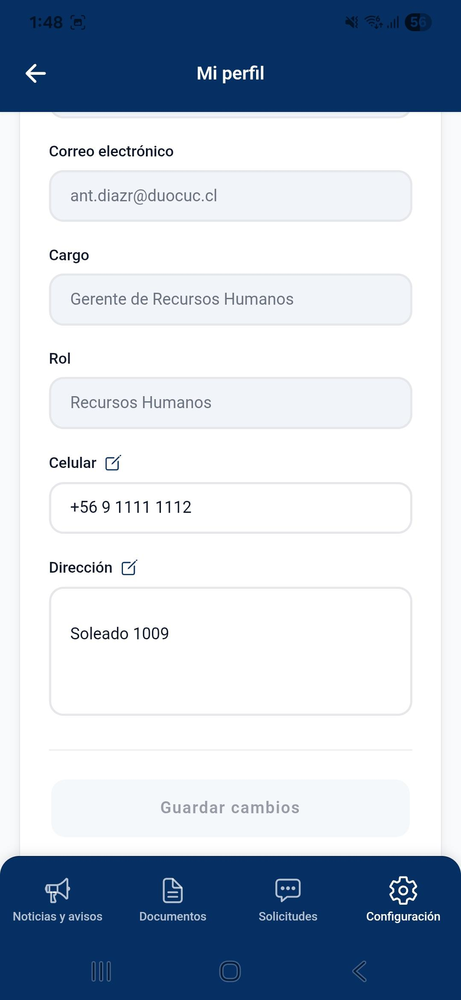 1:48
6
56
Mi perfil
Correo electrónico
ant.diazr@duocuc.cl
Cargo
Gerente de Recursos Humanos
Rol
Recursos Humanos
Celular
+56 9 1111 1112
Dirección
Soleado 1009
Guardar cambios
Noticias y avisos
Documentos
Solicitudes
Configuración